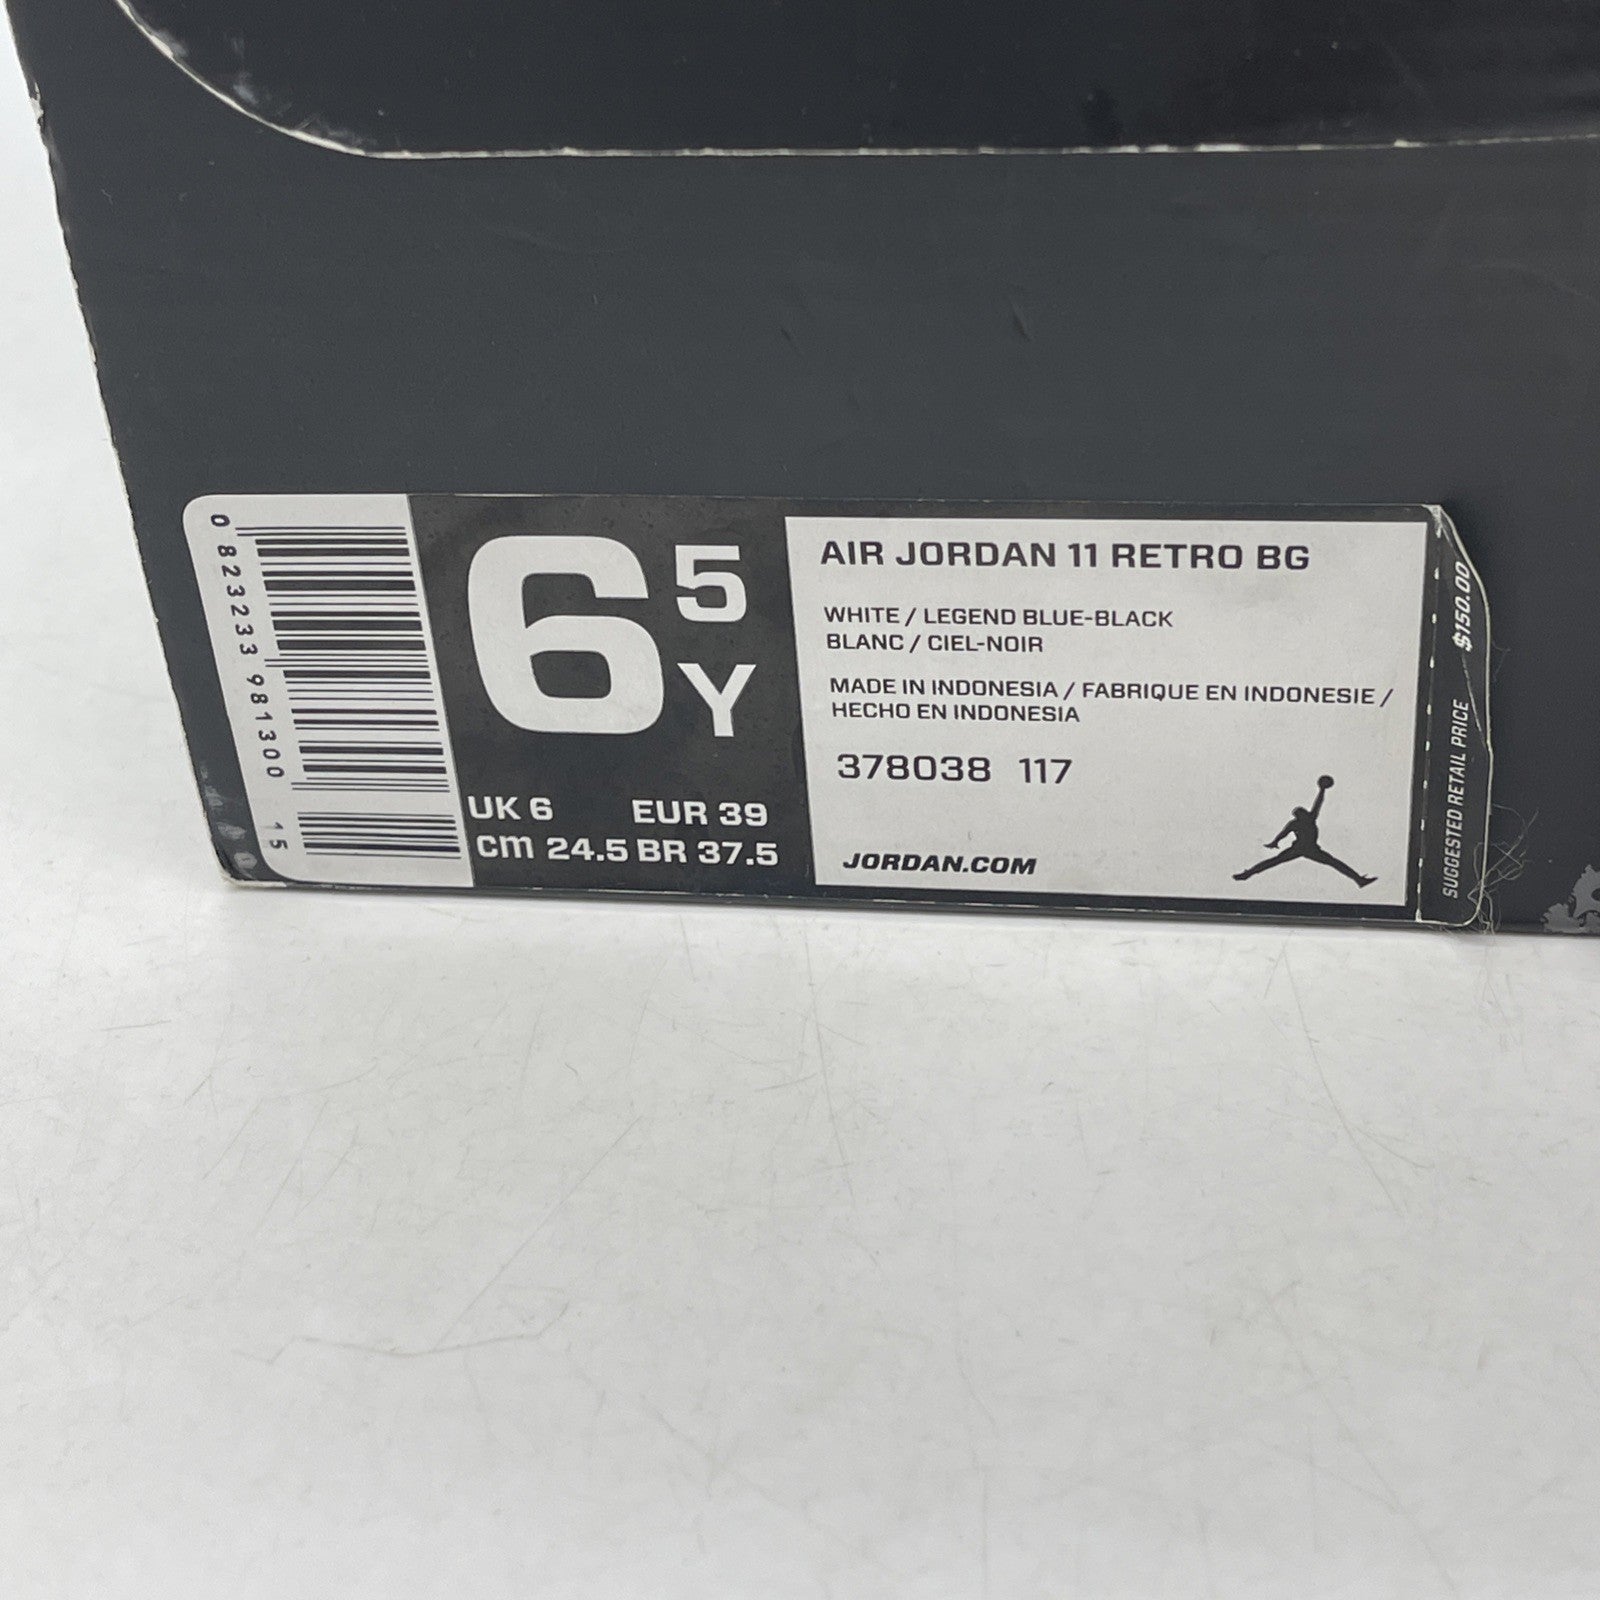 0 823233 981300 15
6 5
Y
UK 6 EUR 39
cm 24.5 BR 37.5
AIR JORDAN 11 RETRO BG
WHITE / LEGEND BLUE-BLACK
BLANC / CIEL-NOIR
MADE IN INDONESIA / FABRIQUE EN INDONESIE /
HECHO EN INDONESIA
378038 117
JORDAN.COM
SUGGESTED RETAIL PRICE $150.00